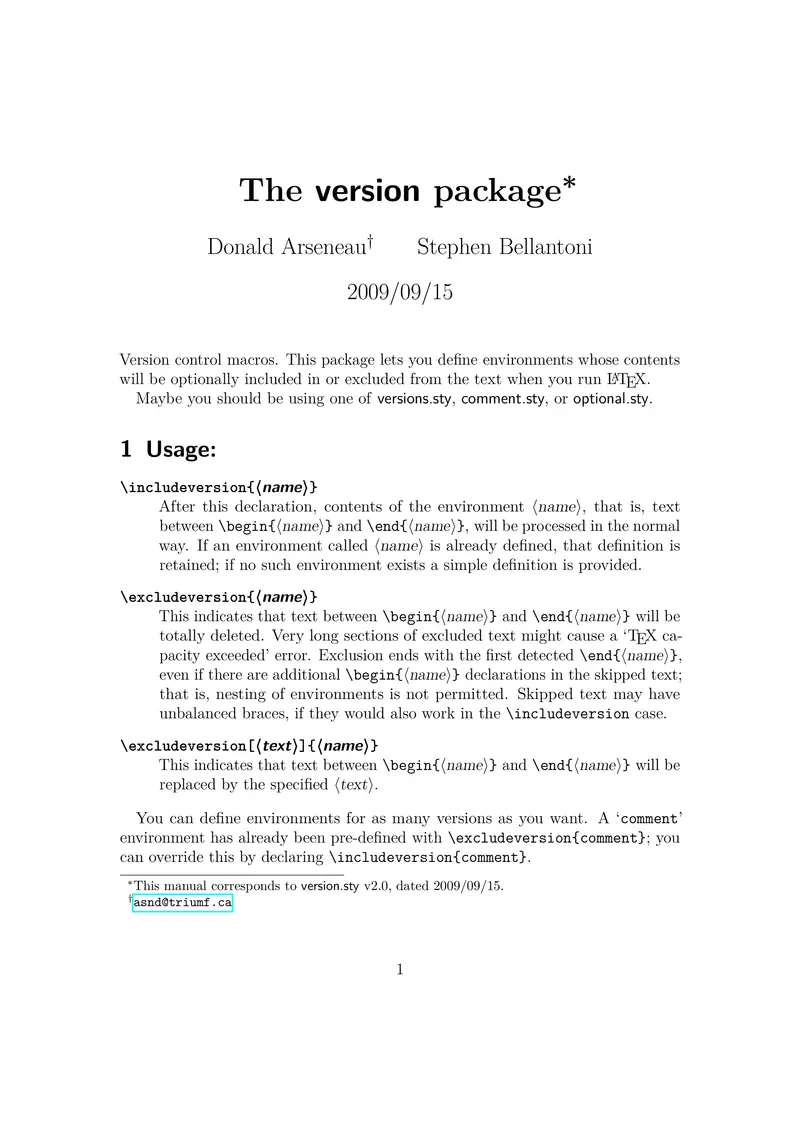 The version package*
Donald Arseneau† Stephen Bellantoni
2009/09/15
Version control macros. This package lets you define environments whose contents
will be optionally included in or excluded from the text when you run LATEX.
Maybe you should be using one of versions.sty, comment.sty, or optional.sty.
1 Usage:
\includeversion{⟨name⟩}
After this declaration, contents of the environment ⟨name⟩, that is, text
between \begin{⟨name⟩} and \end{⟨name⟩}, will be processed in the normal
way. If an environment called ⟨name⟩ is already defined, that definition is
retained; if no such environment exists a simple definition is provided.
\excludeversion{⟨name⟩}
This indicates that text between \begin{⟨name⟩} and \end{⟨name⟩} will be
totally deleted. Very long sections of excluded text might cause a ‘TEX ca-
pacity exceeded’ error. Exclusion ends with the first detected \end{⟨name⟩},
even if there are additional \begin{⟨name⟩} declarations in the skipped text;
that is, nesting of environments is not permitted. Skipped text may have
unbalanced braces, if they would also work in the \includeversion case.
\excludeversion[⟨text⟩]{⟨name⟩}
This indicates that text between \begin{⟨name⟩} and \end{⟨name⟩} will be
replaced by the specified ⟨text⟩.
You can define environments for as many versions as you want. A ‘comment’
environment has already been pre-defined with \excludeversion{comment}; you
can override this by declaring \includeversion{comment}.
*This manual corresponds to version.sty v2.0, dated 2009/09/15.
†asnd@triumf.ca
1